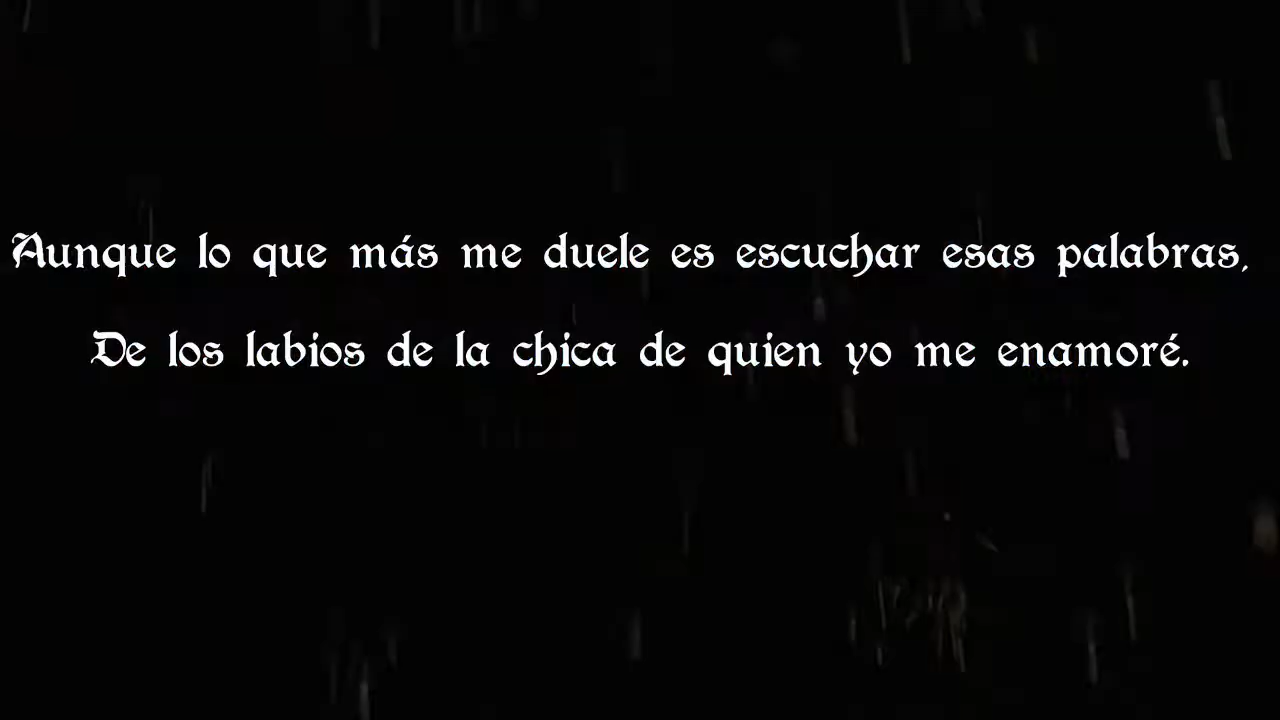 Aunque lo que más me duele es escuchar esas palabras,
De los labios de la chica de quien yo me enamoré.